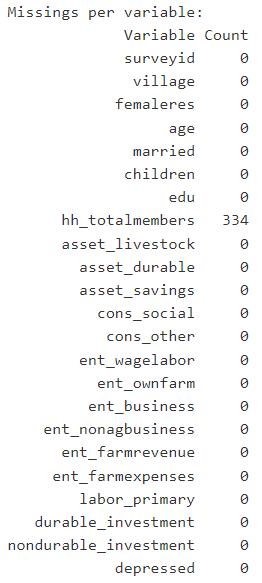 Missings per variable:
Variable Count
surveyid 0
village 0
femaleres 0
age 0
married 0
children 0
edu 0
hh_totalmembers 334
asset_livestock 0
asset_durable 0
asset_savings 0
cons_social 0
cons_other 0
ent_wagelabor 0
ent_ownfarm 0
ent_business 0
ent_nonagbusiness 0
ent_farmrevenue 0
ent_farmexpenses 0
labor_primary 0
durable_investment 0
nondurable_investment 0
depressed 0